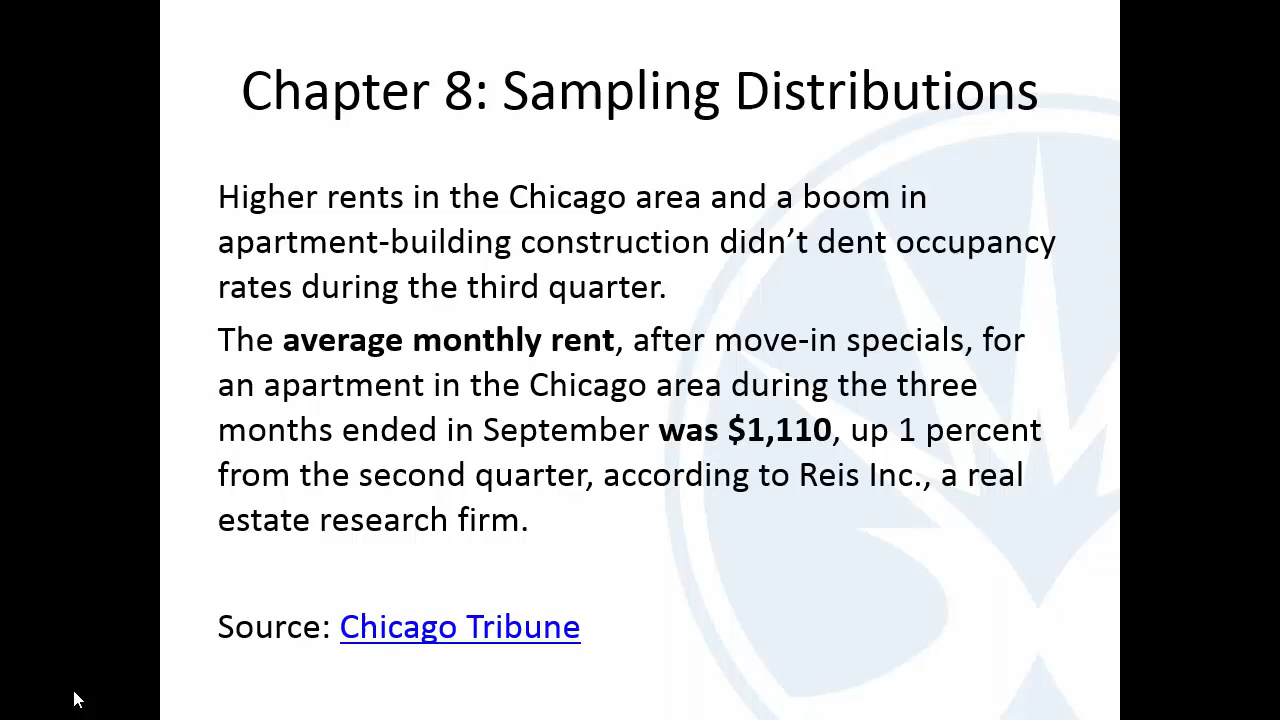 Chapter 8: Sampling Distributions
Higher rents in the Chicago area and a boom in
apartment-building construction didn’t dent occupancy
rates during the third quarter.
The average monthly rent, after move-in specials, for
an apartment in the Chicago area during the three
months ended in September was $1,110, up 1 percent
from the second quarter, according to Reis Inc., a real
estate research firm.
Source: Chicago Tribune